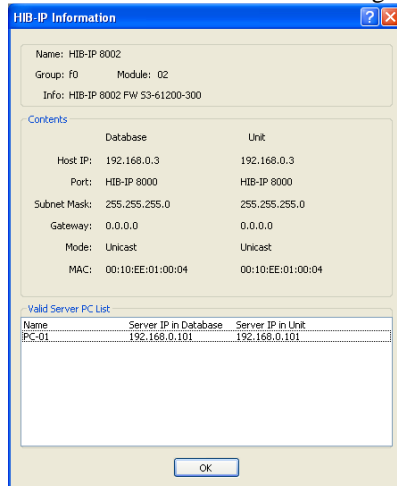 HIB-IP Information
Name: HIB-IP 8002
Group: f0 Module: 02
Info: HIB-IP 8002 FW S3-61200-300
Contents
Database Unit
Host IP: 192.168.0.3 192.168.0.3
Port: HIB-IP 8000 HIB-IP 8000
Subnet Mask: 255.255.255.0 255.255.255.0
Gateway: 0.0.0.0 0.0.0.0
Mode: Unicast Unicast
MAC: 00:10:EE:01:00:04 00:10:EE:01:00:04
Valid Server PC List
Name Server IP in Database Server IP in Unit
PC-01 192.168.0.101 192.168.0.101
OK